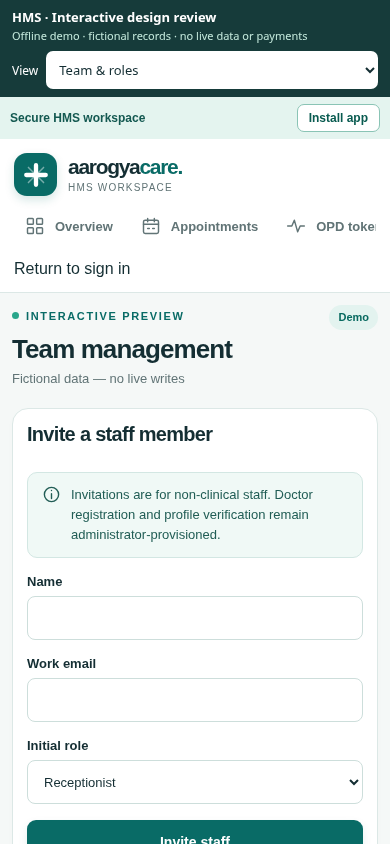 HMS · Interactive design review
Offline demo · fictional records · no live data or payments
View Team & roles
Secure HMS workspace Install app
aarogyacare.
HMS WORKSPACE
Overview Appointments OPD token
Return to sign in
INTERACTIVE PREVIEW Demo
Team management
Fictional data — no live writes
Invite a staff member
Invitations are for non-clinical staff. Doctor
registration and profile verification remain
administrator-provisioned.
Name
Work email
Initial role
Receptionist
Invite staff